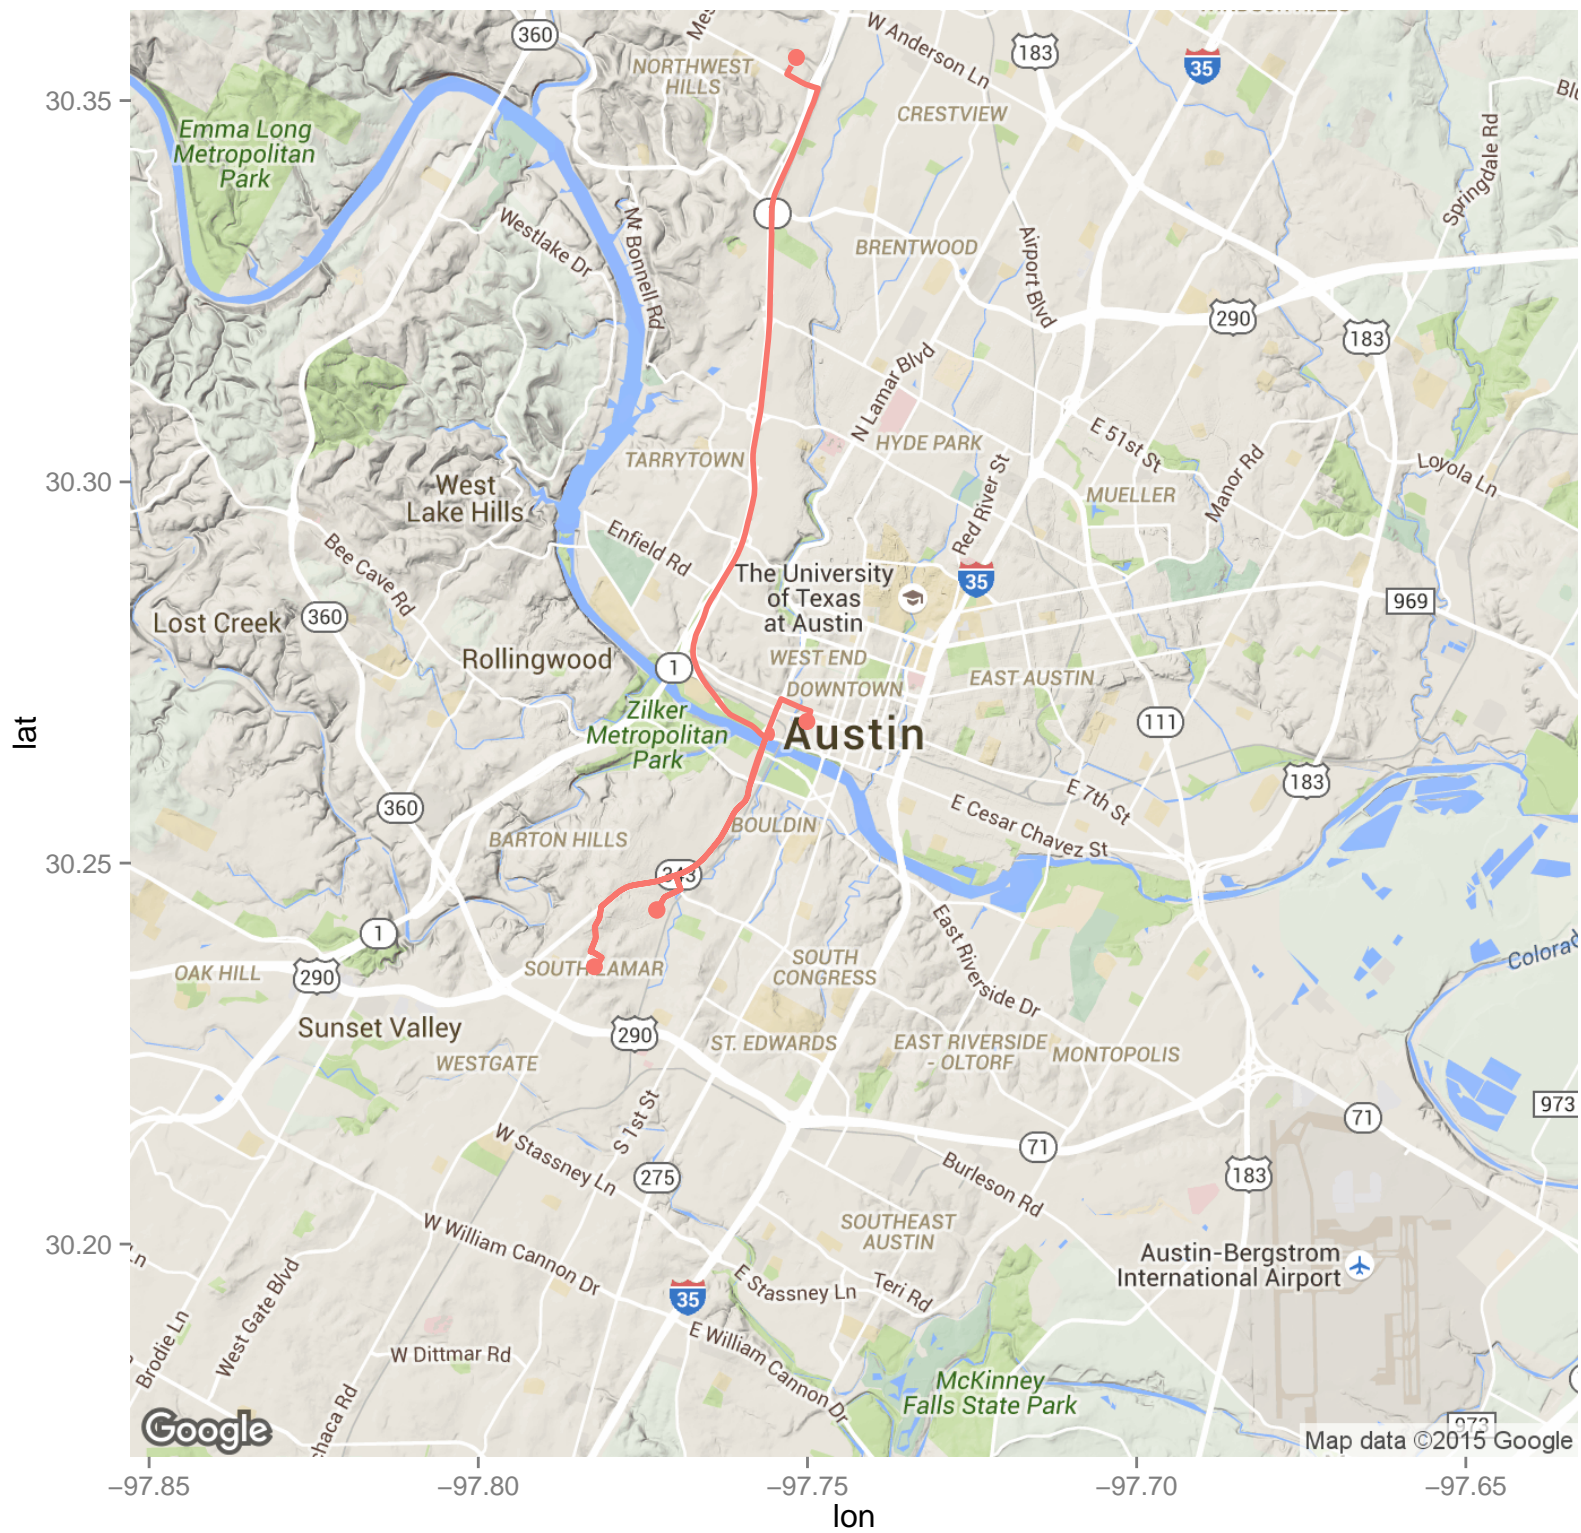 360
Mes
W Anderson Ln
183
35
NORTHWEST
HILLS
30.35
CRESTVIEW
Emma Long
Metropolitan
Park
Springdale Rd
Westlake Dr
Mt Bonnell Rd
BRENTWOOD
Airport Blvd
290
183
N Lamar Blvd
HYDE PARK
E 51st St
TARRYTOWN
30.30
West
Lake Hills
MUELLER
Manor Rd
Loyola Ln
Red River St
Enfield Rd
Bee Cave Rd
The University
of Texas
at Austin
35
969
360
Lost Creek
Rollingwood
1
WEST END
DOWNTOWN
EAST AUSTIN
Zilker
Metropolitan
Park
Austin
111
lat
183
360
E 7th St
E Cesar Chavez St
BARTON HILLS
BOULDIN
30.25
343
1
East Riverside Dr
OAK HILL
290
SOUTH LAMAR
SOUTH
CONGRESS
Colorad
Sunset Valley
290
WESTGATE
ST. EDWARDS
EAST RIVERSIDE
- OLTORF
MONTOPOLIS
S 1st St
71
973
W Stassney Ln
71
275
Burleson Rd
183
SOUTHEAST
AUSTIN
W William Cannon Dr
30.20
Ln
Austin-Bergstrom
International Airport
West Gate Blvd
E Stassney Ln
Teri Rd
35
Brodie Ln
E William Cannon Dr
W Dittmar Rd
McKinney
Falls State Park
chaca Rd
Google
973
Map data ©2015 Google
−97.85
−97.80
−97.75
−97.70
−97.65
lon